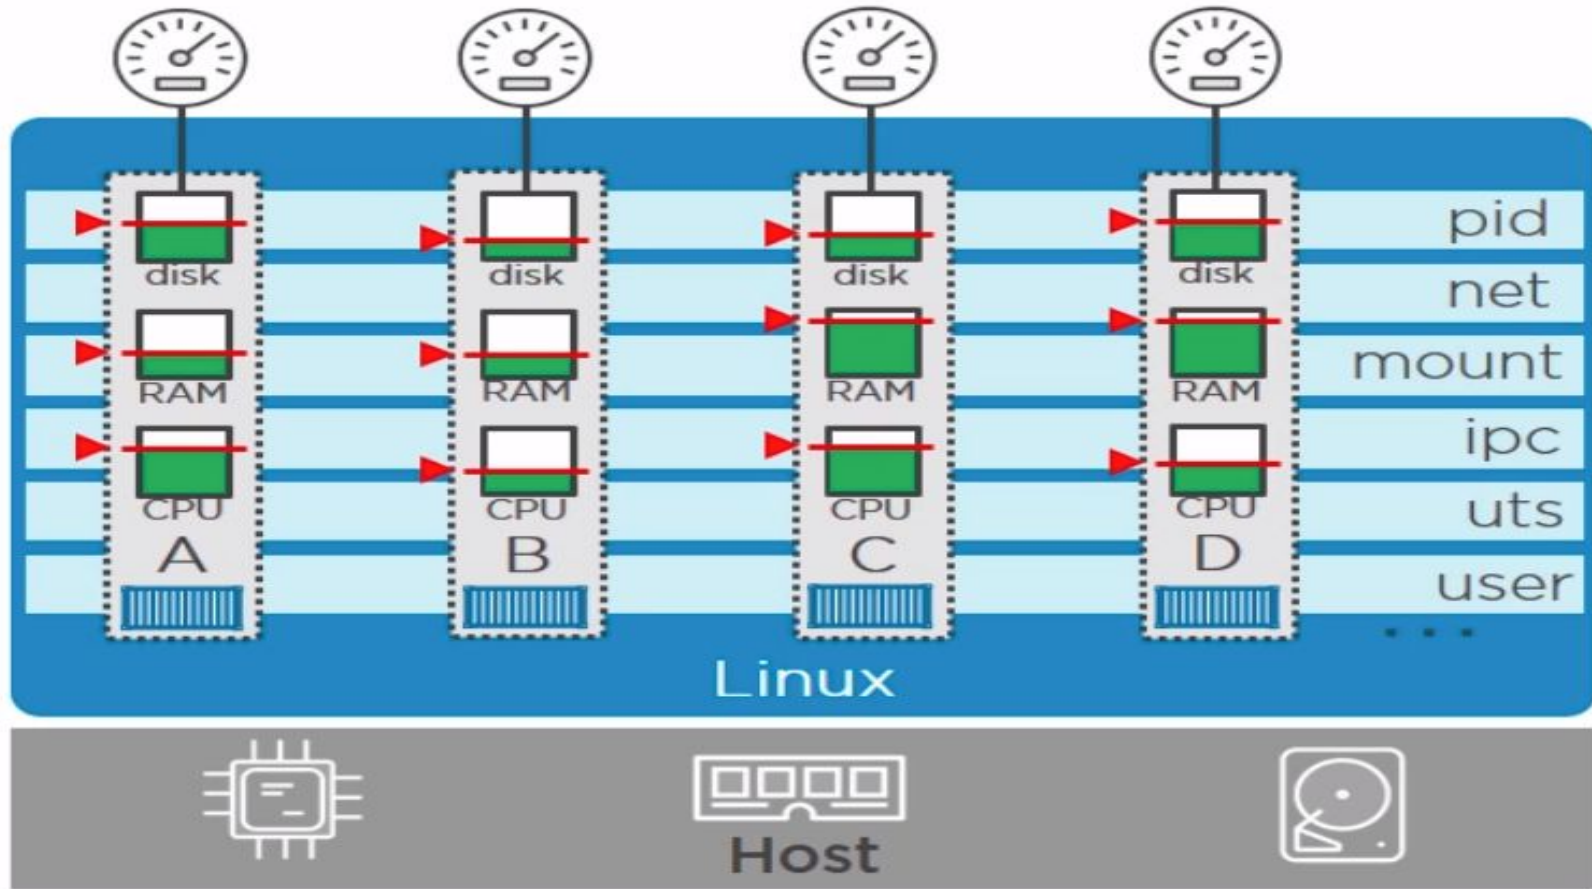 pid
disk disk disk disk
net
mount
RAM RAM RAM RAM
ipc
CPU CPU CPU CPU
uts
A B C D
user
...
Linux
Host